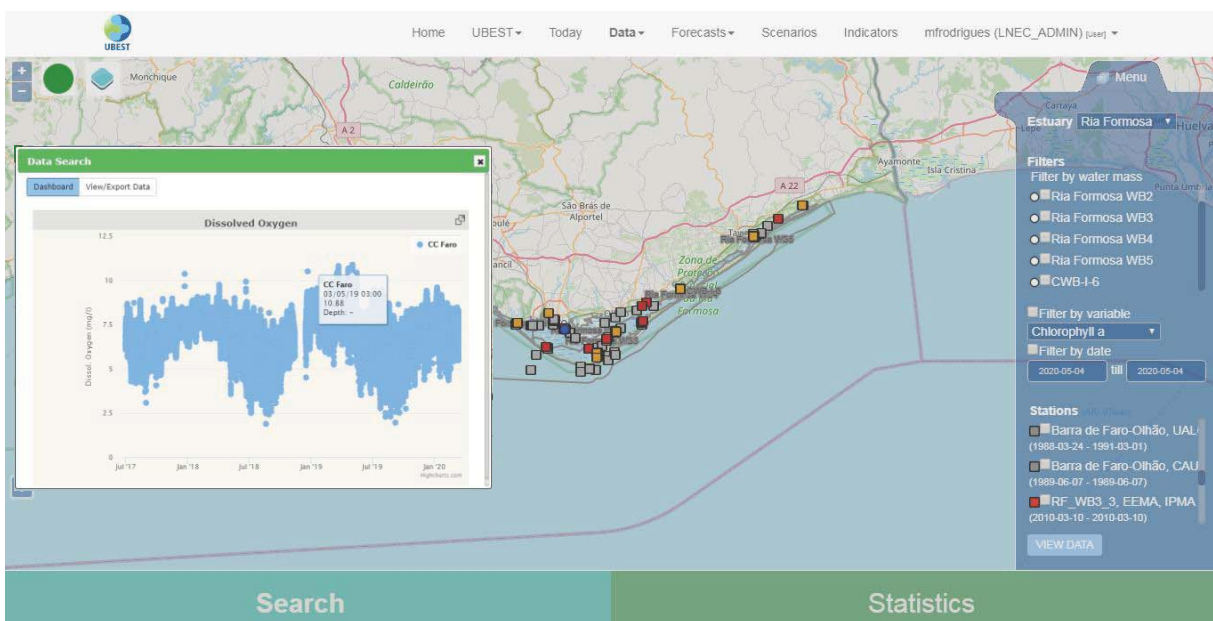 UBEST
Home
UBEST
Today
Data
Forecasts
Scenarios
Indicators
mfrodrigues (LNEC_ADMIN) [User]
+
−
Monchique
Caldeirão
A 2
Menu
Cartaya
Lepe
Huelva
Ayamonte
Isla Cristina
Punta Umbría
A 22
São Brás de
Alportel
Data Search
Dashboard
View/Export Data
Dissolved Oxygen
CC Faro
Dissol. Oxygen (mg/l)
12.5
10
7.5
5
2.5
0
CC Faro
03/05/19 03:00
10.88
Depth: -
Jul '17
Jan '18
Jul '18
Jan '19
Jul '19
Jan '20
Highcharts.com
Zona de
Formosa
Estuary
Ria Formosa
Filters
Filter by water mass
Ria Formosa WB2
Ria Formosa WB3
Ria Formosa WB4
Ria Formosa WB5
CWB-I-6
Filter by variable
Chlorophyll a
Filter by date
2020-05-04 till 2020-05-04
Stations
Barra de Faro-Olhão, UAL
(1988-03-24 - 1991-03-01)
Barra de Faro-Olhão, CAU
(1989-06-07 - 1989-06-07)
RF_WB3_3, EEMA, IPMA
(2010-03-10 - 2010-03-10)
VIEW DATA
Search
Statistics